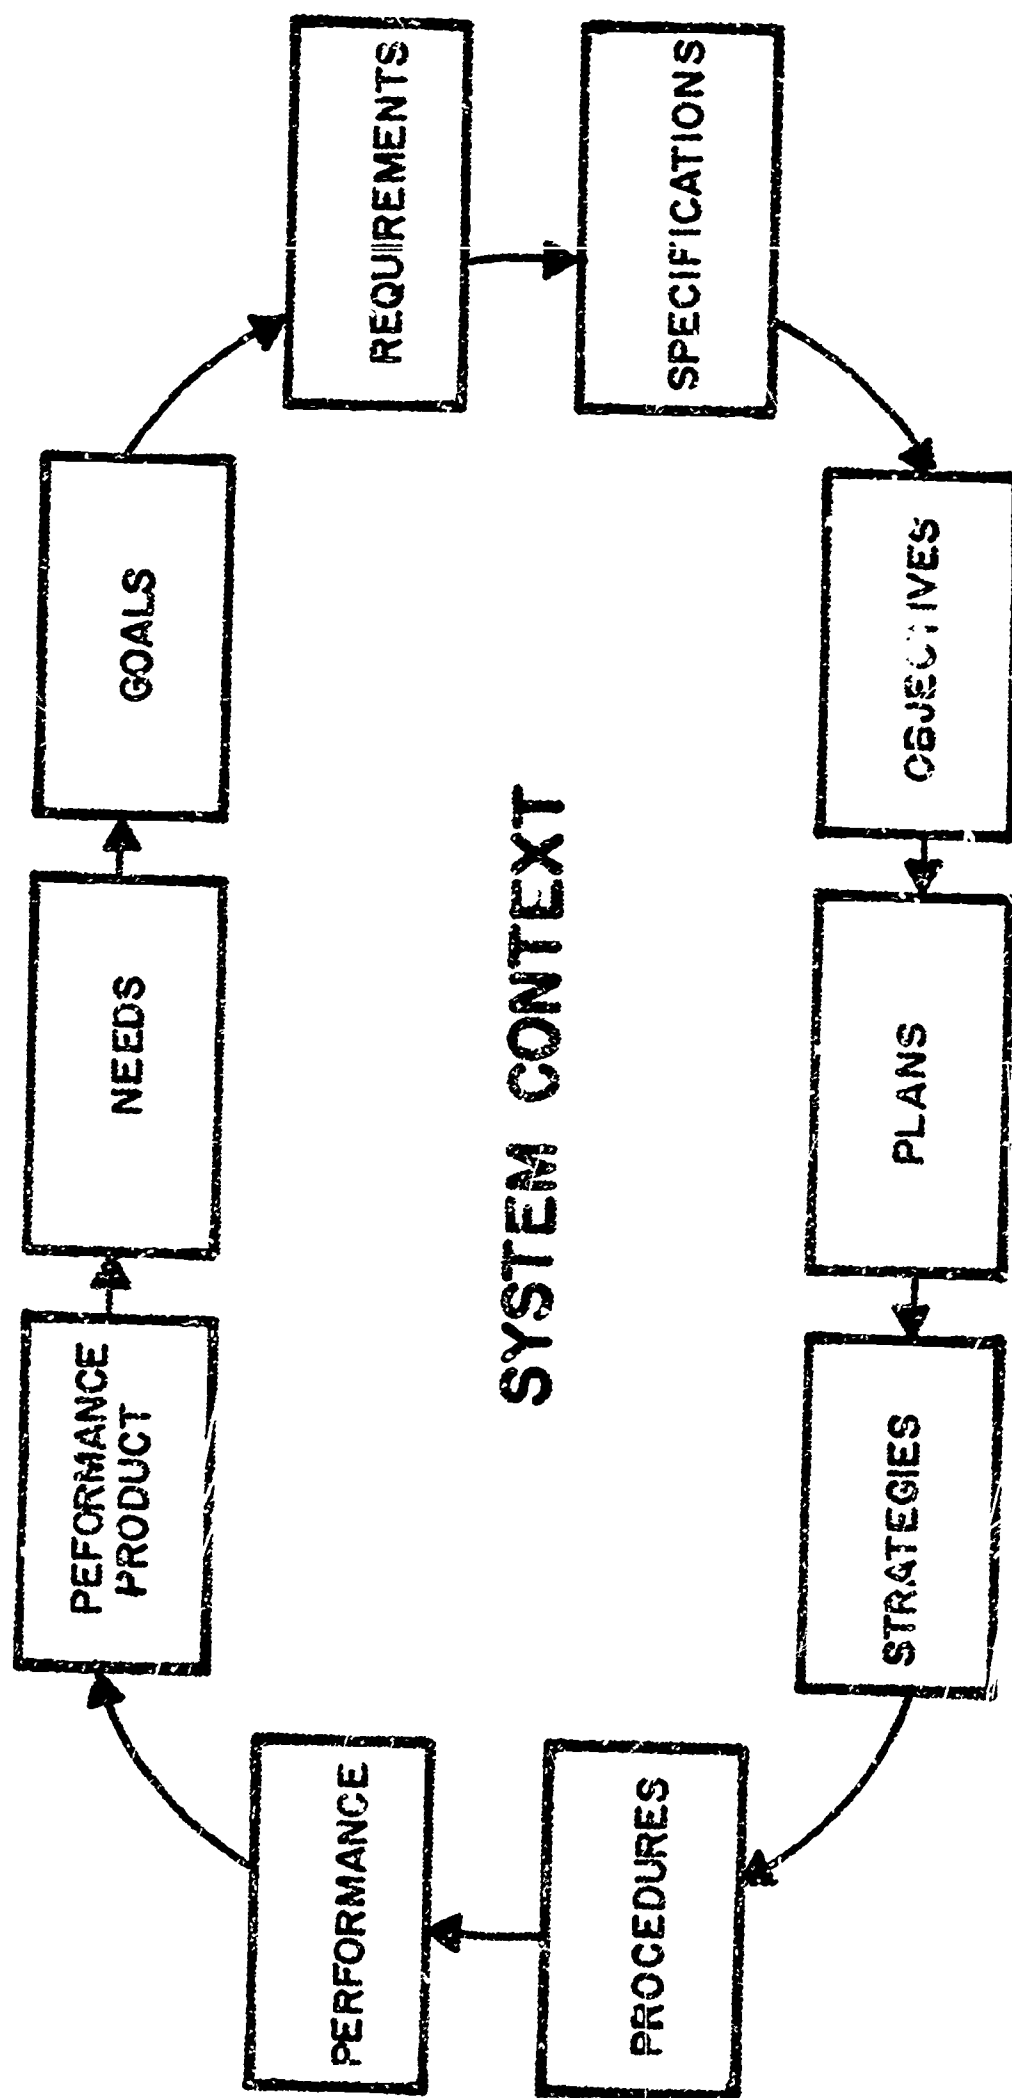 PEFORMANCE
PRODUCT
NEEDS
GOALS
REQUIREMENTS
SPECIFICATIONS
OBJECTIVES
PLANS
STRATEGIES
PROCEDURES
PERFORMANCE
SYSTEM CONTEXT